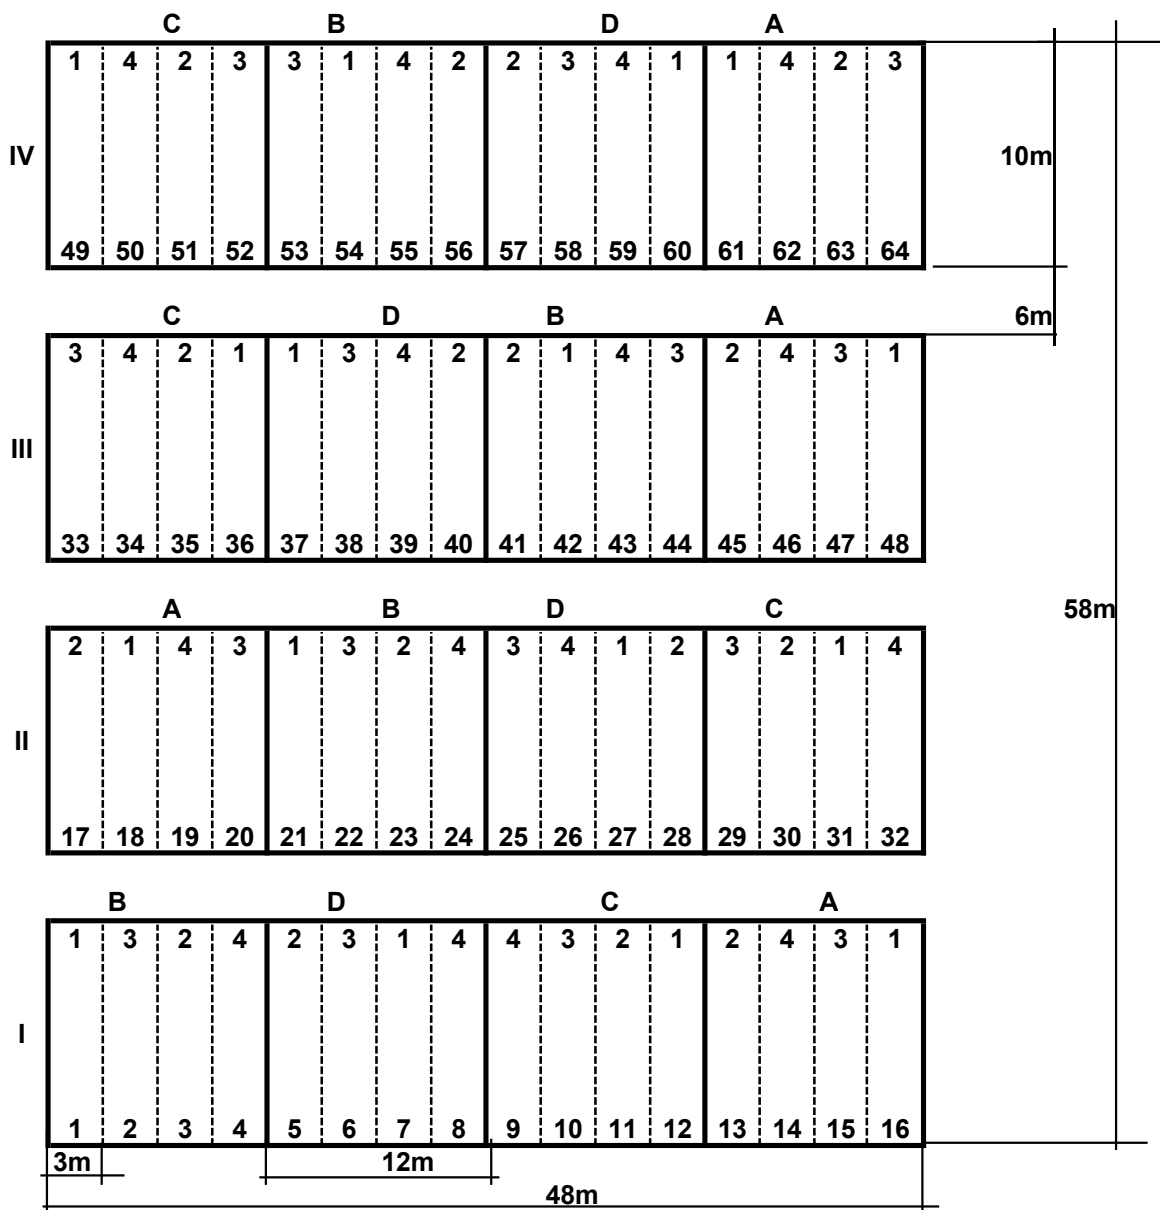 C B D A
1 4 2 3 3 1 4 2 2 3 4 1 1 4 2 3
IV 10m
49 50 51 52 53 54 55 56 57 58 59 60 61 62 63 64
C D B A 6m
3 4 2 1 1 3 4 2 2 1 4 3 2 4 3 1
III
33 34 35 36 37 38 39 40 41 42 43 44 45 46 47 48
A B D C 58m
2 1 4 3 1 3 2 4 3 4 1 2 3 2 1 4
II
17 18 19 20 21 22 23 24 25 26 27 28 29 30 31 32
B D C A
1 3 2 4 2 3 1 4 4 3 2 1 2 4 3 1
I
1 2 3 4 5 6 7 8 9 10 11 12 13 14 15 16
3m 12m
48m